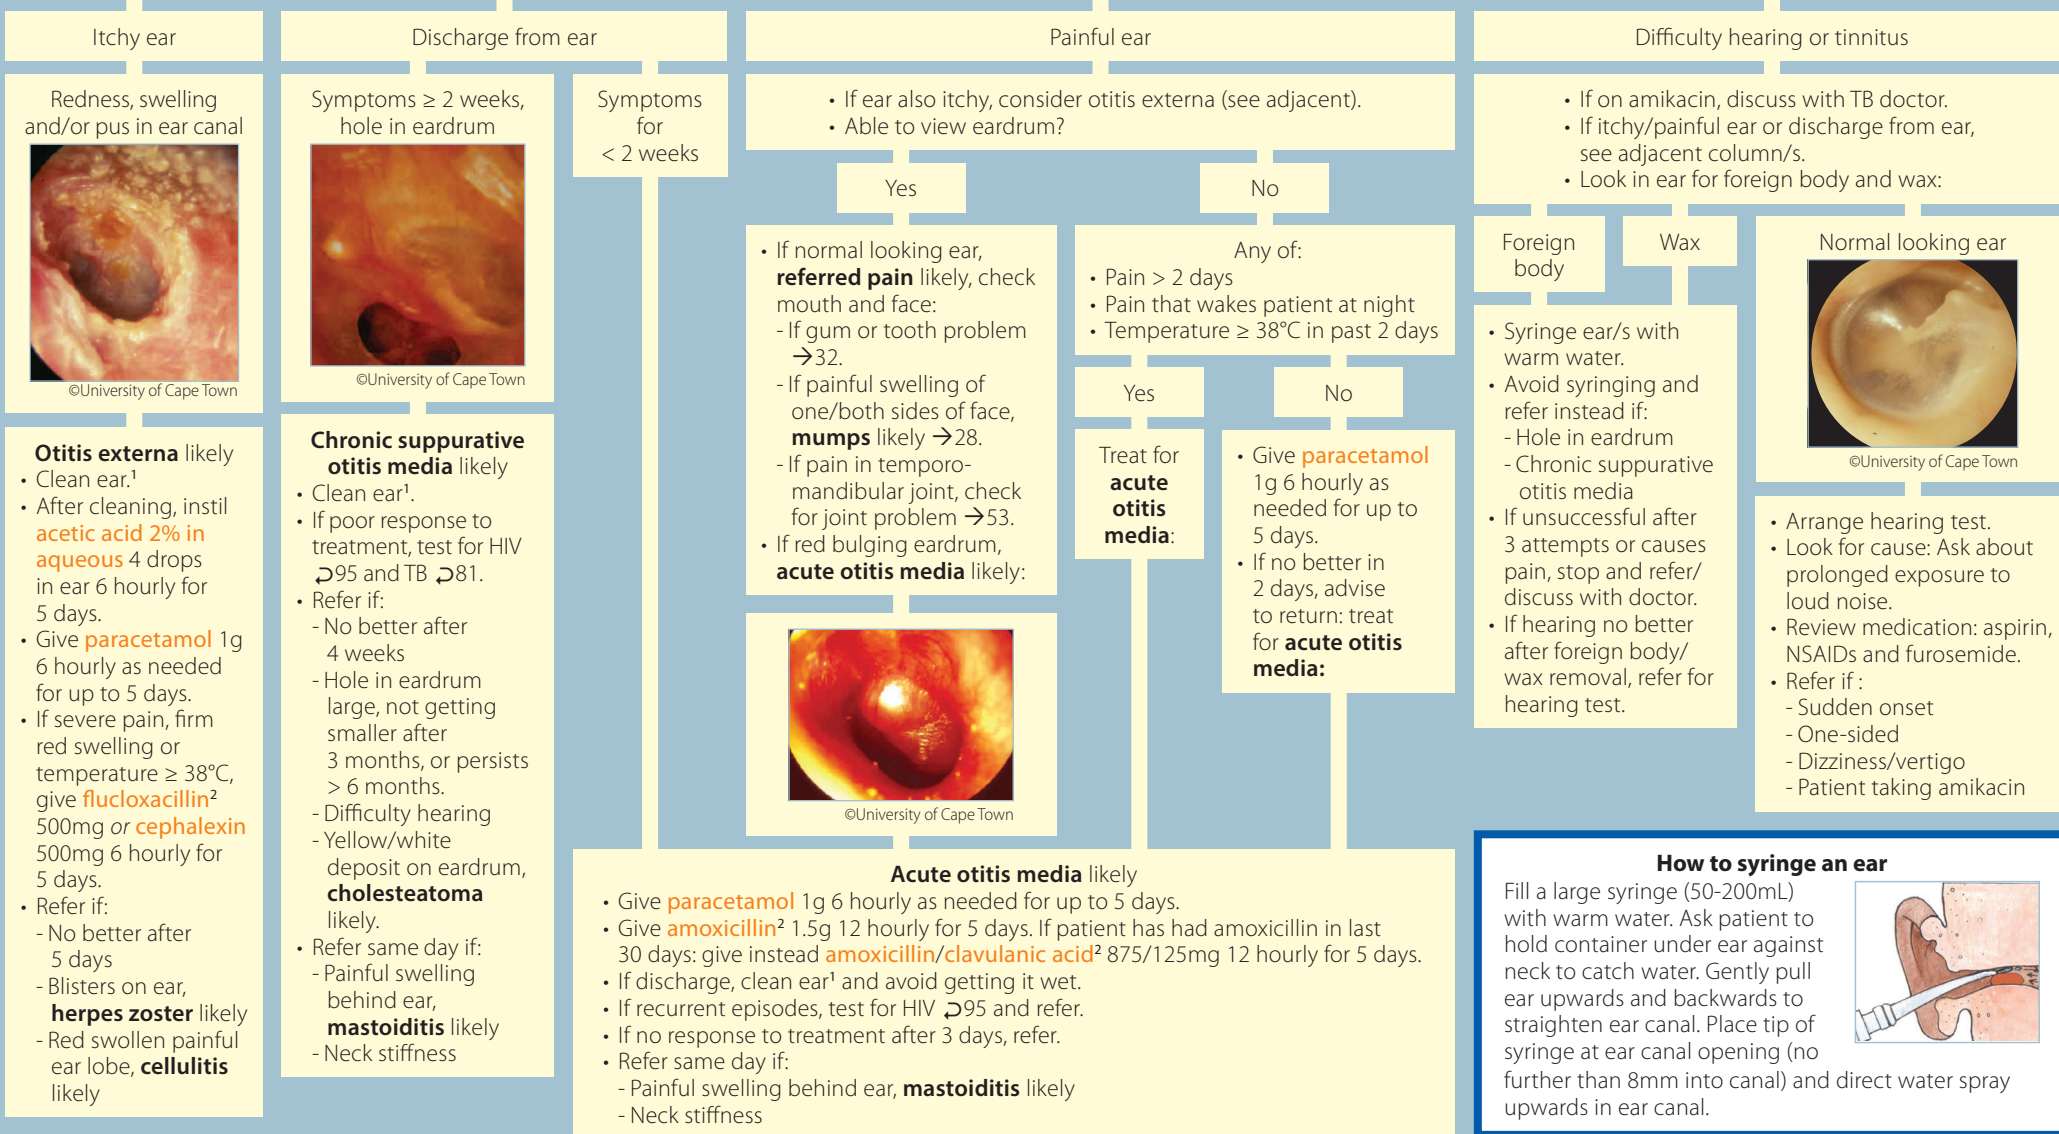 Itchy ear
Redness, swelling
and/or pus in ear canal
©University of Cape Town
Otitis externa likely
• Clean ear.¹
• After cleaning, instil
acetic acid 2% in
aqueous 4 drops
in ear 6 hourly for
5 days.
• Give paracetamol 1g
6 hourly as needed
for up to 5 days.
• If severe pain, firm
red swelling or
temperature ≥ 38°C,
give flucloxacillin²
500mg or cephalexin
500mg 6 hourly for
5 days.
• Refer if:
- No better after
5 days
- Blisters on ear,
herpes zoster likely
- Red swollen painful
ear lobe, cellulitis
likely
Discharge from ear
Symptoms ≥ 2 weeks,
hole in eardrum
©University of Cape Town
Chronic suppurative
otitis media likely
• Clean ear¹.
• If poor response to
treatment, test for HIV
⊃95 and TB ⊃81.
• Refer if:
- No better after
4 weeks
- Hole in eardrum
large, not getting
smaller after
3 months, or persists
> 6 months.
- Difficulty hearing
- Yellow/white
deposit on eardrum,
cholesteatoma
likely.
• Refer same day if:
- Painful swelling
behind ear,
mastoiditis likely
- Neck stiffness
Symptoms
for
< 2 weeks
Painful ear
• If ear also itchy, consider otitis externa (see adjacent).
• Able to view eardrum?
Yes
• If normal looking ear,
referred pain likely, check
mouth and face:
- If gum or tooth problem
→32.
- If painful swelling of
one/both sides of face,
mumps likely →28.
- If pain in temporo-
mandibular joint, check
for joint problem →53.
• If red bulging eardrum,
acute otitis media likely:
©University of Cape Town
No
Any of:
• Pain > 2 days
• Pain that wakes patient at night
• Temperature ≥ 38°C in past 2 days
Yes
Treat for
acute
otitis
media:
No
• Give paracetamol
1g 6 hourly as
needed for up to
5 days.
• If no better in
2 days, advise
to return: treat
for acute otitis
media:
Acute otitis media likely
• Give paracetamol 1g 6 hourly as needed for up to 5 days.
• Give amoxicillin² 1.5g 12 hourly for 5 days. If patient has had amoxicillin in last
30 days: give instead amoxicillin/clavulanic acid² 875/125mg 12 hourly for 5 days.
• If discharge, clean ear¹ and avoid getting it wet.
• If recurrent episodes, test for HIV ⊃95 and refer.
• If no response to treatment after 3 days, refer.
• Refer same day if:
- Painful swelling behind ear, mastoiditis likely
- Neck stiffness
Difficulty hearing or tinnitus
• If on amikacin, discuss with TB doctor.
• If itchy/painful ear or discharge from ear,
see adjacent column/s.
• Look in ear for foreign body and wax:
Foreign
body
Wax
• Syringe ear/s with
warm water.
• Avoid syringing and
refer instead if:
- Hole in eardrum
- Chronic suppurative
otitis media
• If unsuccessful after
3 attempts or causes
pain, stop and refer/
discuss with doctor.
• If hearing no better
after foreign body/
wax removal, refer for
hearing test.
Normal looking ear
©University of Cape Town
• Arrange hearing test.
• Look for cause: Ask about
prolonged exposure to
loud noise.
• Review medication: aspirin,
NSAIDs and furosemide.
• Refer if :
- Sudden onset
- One-sided
- Dizziness/vertigo
- Patient taking amikacin
How to syringe an ear
Fill a large syringe (50-200mL)
with warm water. Ask patient to
hold container under ear against
neck to catch water. Gently pull
ear upwards and backwards to
straighten ear canal. Place tip of
syringe at ear canal opening (no
further than 8mm into canal) and direct water spray
upwards in ear canal.